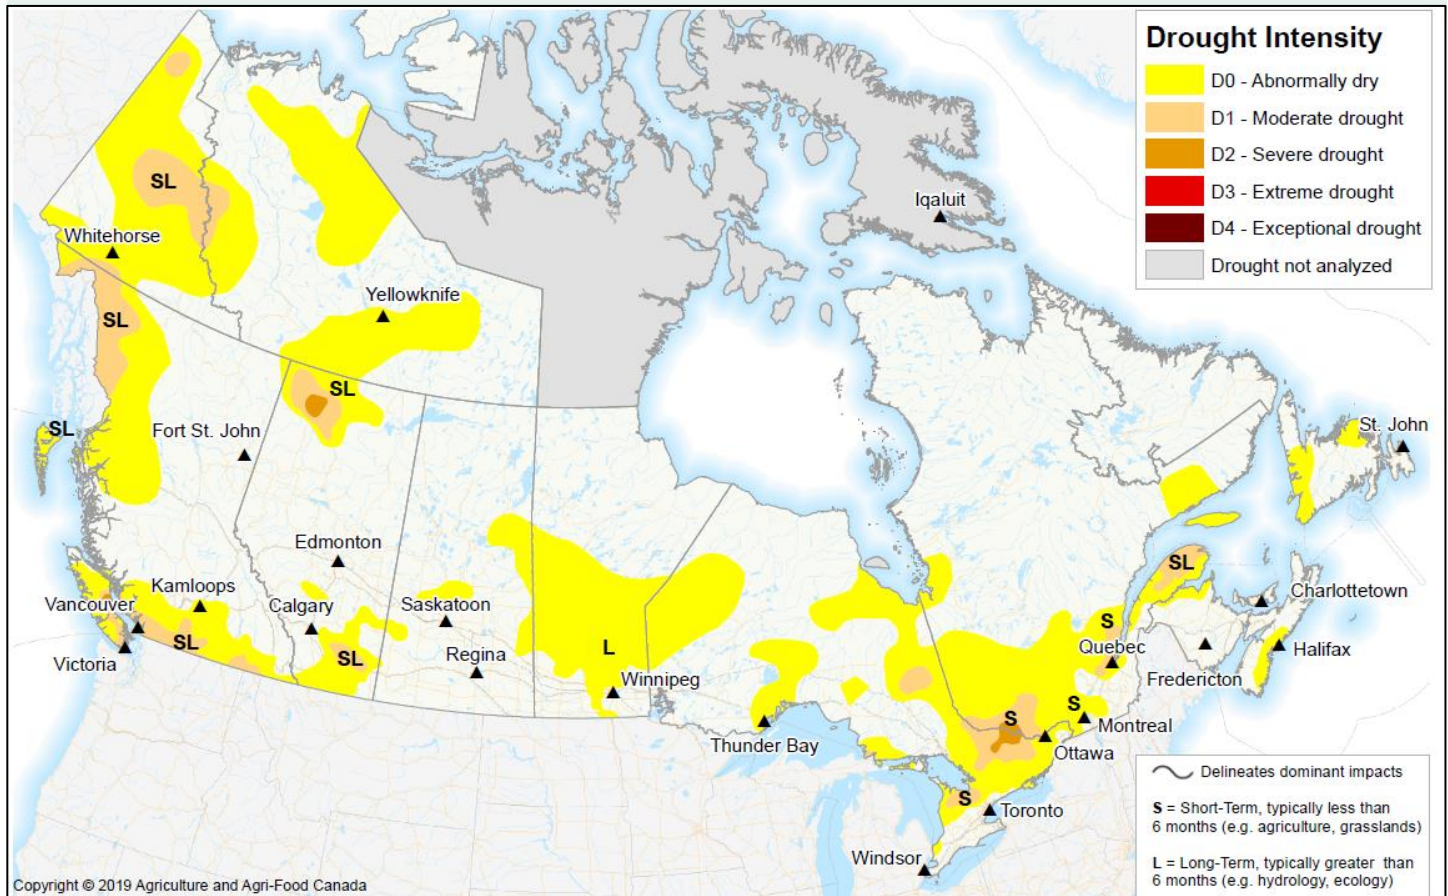 Drought Intensity
D0 - Abnormally dry
D1 - Moderate drought
D2 - Severe drought
D3 - Extreme drought
D4 - Exceptional drought
Drought not analyzed
Iqaluit
SL
Whitehorse
Yellowknife
SL
SL
SL
Fort St. John
St. John
Edmonton
SL
Kamloops
Calgary
Saskatoon
Vancouver
Charlottetown
S
SL
L
Quebec
Halifax
Victoria
SL
Regina
Winnipeg
Fredericton
S
S
Montreal
Thunder Bay
Ottawa
S
Toronto
Windsor
Delineates dominant impacts
S = Short-Term, typically less than
6 months (e.g. agriculture, grasslands)
L = Long-Term, typically greater than
6 months (e.g. hydrology, ecology)
Copyright © 2019 Agriculture and Agri-Food Canada